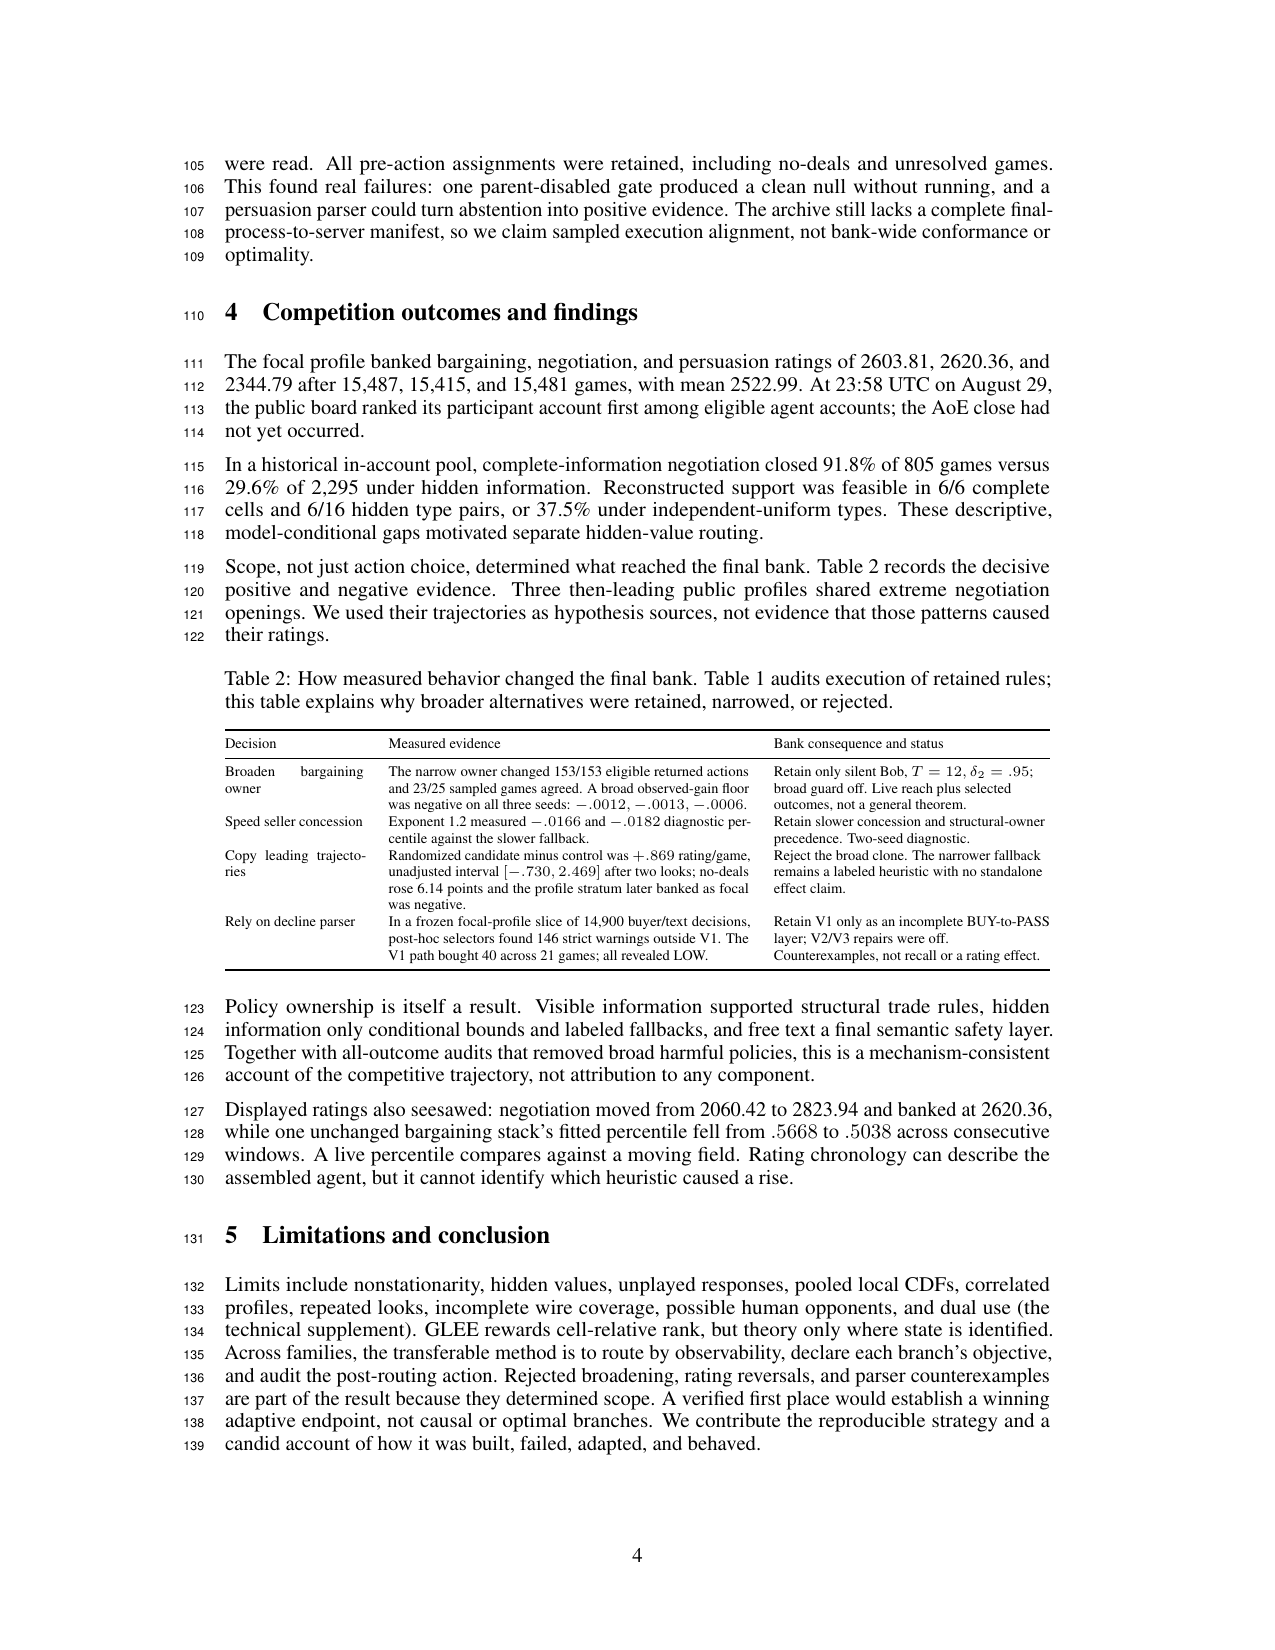 105 were read. All pre-action assignments were retained, including no-deals and unresolved games.
106 This found real failures: one parent-disabled gate produced a clean null without running, and a
107 persuasion parser could turn abstention into positive evidence. The archive still lacks a complete final-
108 process-to-server manifest, so we claim sampled execution alignment, not bank-wide conformance or
109 optimality.
110 4 Competition outcomes and findings
111 The focal profile banked bargaining, negotiation, and persuasion ratings of 2603.81, 2620.36, and
112 2344.79 after 15,487, 15,415, and 15,481 games, with mean 2522.99. At 23:58 UTC on August 29,
113 the public board ranked its participant account first among eligible agent accounts; the AoE close had
114 not yet occurred.
115 In a historical in-account pool, complete-information negotiation closed 91.8% of 805 games versus
116 29.6% of 2,295 under hidden information. Reconstructed support was feasible in 6/6 complete
117 cells and 6/16 hidden type pairs, or 37.5% under independent-uniform types. These descriptive,
118 model-conditional gaps motivated separate hidden-value routing.
119 Scope, not just action choice, determined what reached the final bank. Table 2 records the decisive
120 positive and negative evidence. Three then-leading public profiles shared extreme negotiation
121 openings. We used their trajectories as hypothesis sources, not evidence that those patterns caused
122 their ratings.
Table 2: How measured behavior changed the final bank. Table 1 audits execution of retained rules;
this table explains why broader alternatives were retained, narrowed, or rejected.
Decision Measured evidence Bank consequence and status
Broaden bargaining
owner
The narrow owner changed 153/153 eligible returned actions
and 23/25 sampled games agreed. A broad observed-gain floor
was negative on all three seeds: −.0012, −.0013, −.0006.
Retain only silent Bob, T = 12, δ₂ = .95;
broad guard off. Live reach plus selected
outcomes, not a general theorem.
Speed seller concession
Exponent 1.2 measured −.0166 and −.0182 diagnostic per-
centile against the slower fallback.
Retain slower concession and structural-owner
precedence. Two-seed diagnostic.
Copy leading trajecto-
ries
Randomized candidate minus control was +.869 rating/game,
unadjusted interval [−.730, 2.469] after two looks; no-deals
rose 6.14 points and the profile stratum later banked as focal
was negative.
Reject the broad clone. The narrower fallback
remains a labeled heuristic with no standalone
effect claim.
Rely on decline parser
In a frozen focal-profile slice of 14,900 buyer/text decisions,
post-hoc selectors found 146 strict warnings outside V1. The
V1 path bought 40 across 21 games; all revealed LOW.
Retain V1 only as an incomplete BUY-to-PASS
layer; V2/V3 repairs were off.
Counterexamples, not recall or a rating effect.
123 Policy ownership is itself a result. Visible information supported structural trade rules, hidden
124 information only conditional bounds and labeled fallbacks, and free text a final semantic safety layer.
125 Together with all-outcome audits that removed broad harmful policies, this is a mechanism-consistent
126 account of the competitive trajectory, not attribution to any component.
127 Displayed ratings also seesawed: negotiation moved from 2060.42 to 2823.94 and banked at 2620.36,
128 while one unchanged bargaining stack's fitted percentile fell from .5668 to .5038 across consecutive
129 windows. A live percentile compares against a moving field. Rating chronology can describe the
130 assembled agent, but it cannot identify which heuristic caused a rise.
131 5 Limitations and conclusion
132 Limits include nonstationarity, hidden values, unplayed responses, pooled local CDFs, correlated
133 profiles, repeated looks, incomplete wire coverage, possible human opponents, and dual use (the
134 technical supplement). GLEE rewards cell-relative rank, but theory only where state is identified.
135 Across families, the transferable method is to route by observability, declare each branch's objective,
136 and audit the post-routing action. Rejected broadening, rating reversals, and parser counterexamples
137 are part of the result because they determined scope. A verified first place would establish a winning
138 adaptive endpoint, not causal or optimal branches. We contribute the reproducible strategy and a
139 candid account of how it was built, failed, adapted, and behaved.
4